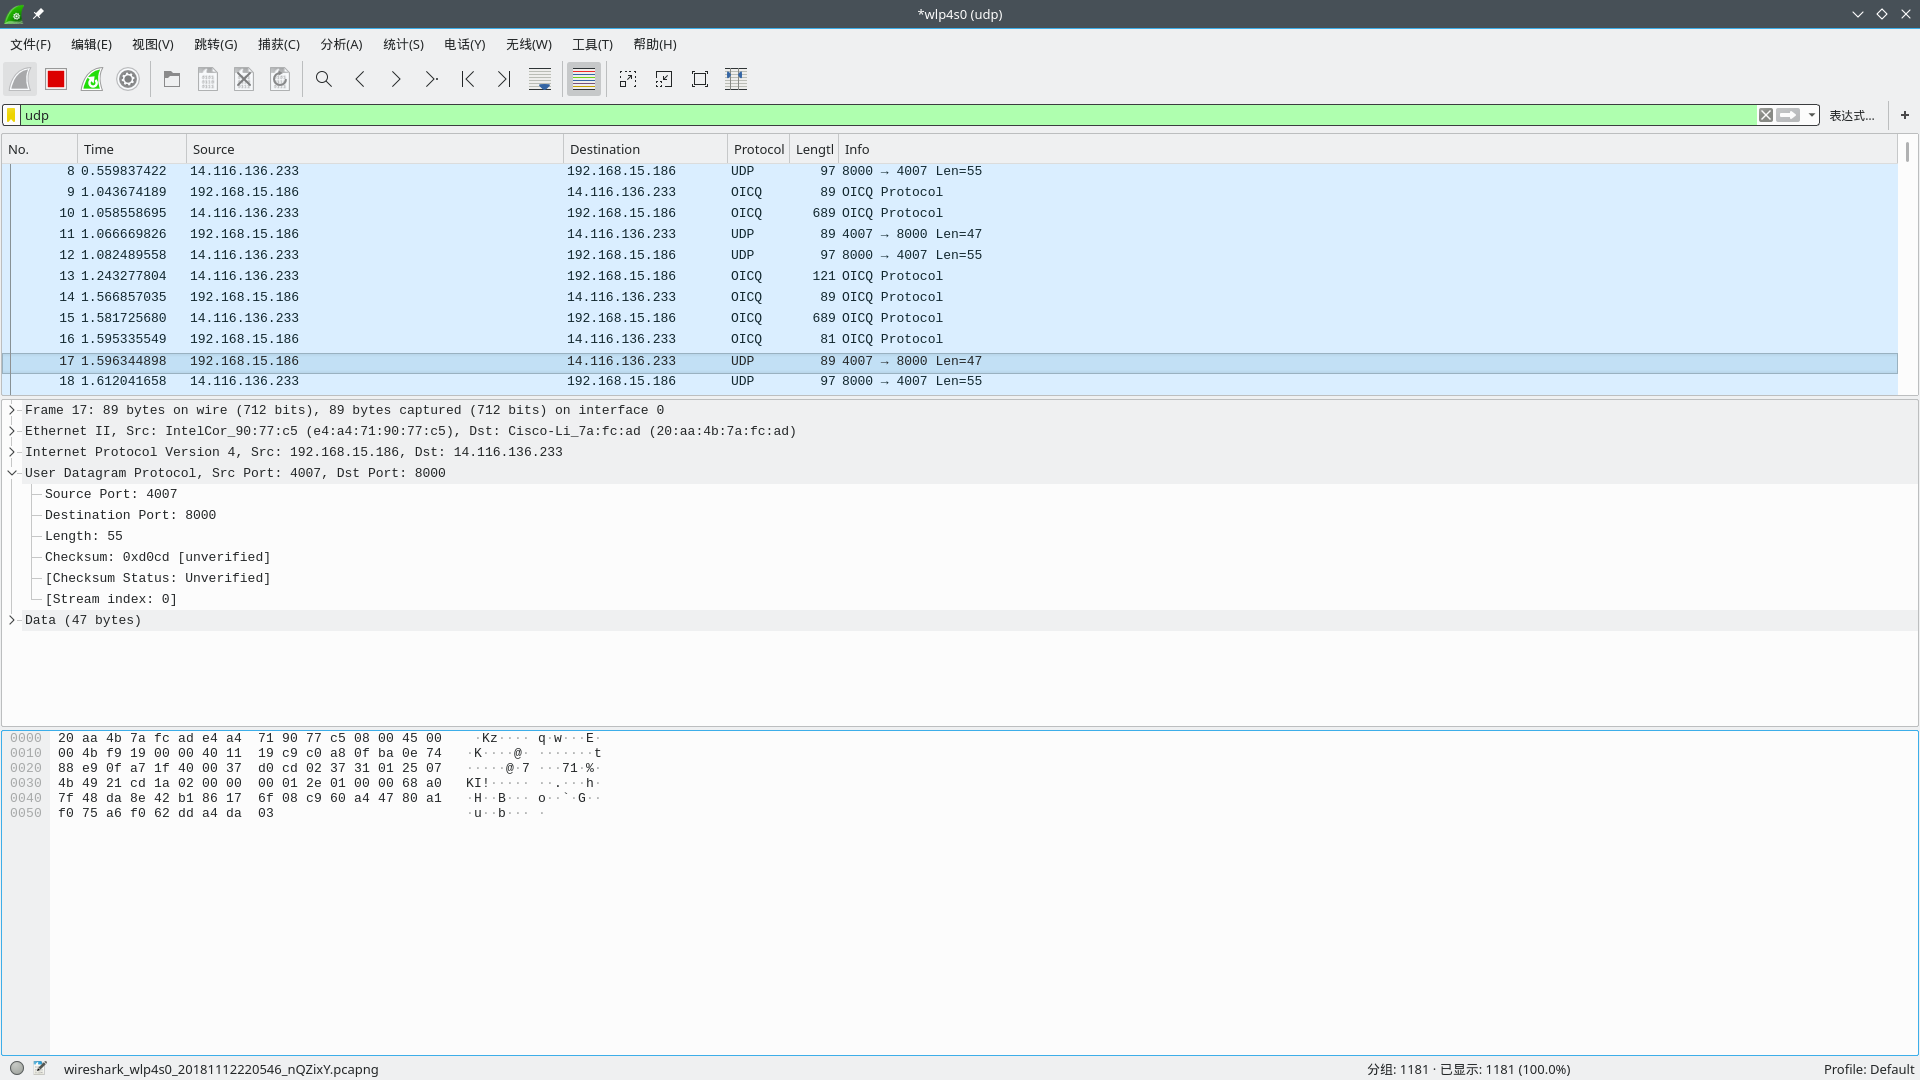 *wlp4s0 (udp)
文件(F) 编辑(E) 视图(V) 跳转(G) 捕获(C) 分析(A) 统计(S) 电话(Y) 无线(W) 工具(T) 帮助(H)
udp 表达式… +
No. Time Source Destination Protocol Lengtl Info
8 0.559837422 14.116.136.233 192.168.15.186 UDP 97 8000 → 4007 Len=55
9 1.043674189 192.168.15.186 14.116.136.233 OICQ 89 OICQ Protocol
10 1.058558695 14.116.136.233 192.168.15.186 OICQ 689 OICQ Protocol
11 1.066669826 192.168.15.186 14.116.136.233 UDP 89 4007 → 8000 Len=47
12 1.082489558 14.116.136.233 192.168.15.186 UDP 97 8000 → 4007 Len=55
13 1.243277804 14.116.136.233 192.168.15.186 OICQ 121 OICQ Protocol
14 1.566857035 192.168.15.186 14.116.136.233 OICQ 89 OICQ Protocol
15 1.581725680 14.116.136.233 192.168.15.186 OICQ 689 OICQ Protocol
16 1.595335549 192.168.15.186 14.116.136.233 OICQ 81 OICQ Protocol
17 1.596344898 192.168.15.186 14.116.136.233 UDP 89 4007 → 8000 Len=47
18 1.612041658 14.116.136.233 192.168.15.186 UDP 97 8000 → 4007 Len=55
Frame 17: 89 bytes on wire (712 bits), 89 bytes captured (712 bits) on interface 0
Ethernet II, Src: IntelCor_90:77:c5 (e4:a4:71:90:77:c5), Dst: Cisco-Li_7a:fc:ad (20:aa:4b:7a:fc:ad)
Internet Protocol Version 4, Src: 192.168.15.186, Dst: 14.116.136.233
User Datagram Protocol, Src Port: 4007, Dst Port: 8000
Source Port: 4007
Destination Port: 8000
Length: 55
Checksum: 0xd0cd [unverified]
[Checksum Status: Unverified]
[Stream index: 0]
Data (47 bytes)
0000 20 aa 4b 7a fc ad e4 a4 71 90 77 c5 08 00 45 00 ·Kz···· q·w···E·
0010 00 4b f9 19 00 00 40 11 19 c9 c0 a8 0f ba 0e 74 ·K····@· ·······t
0020 88 e9 0f a7 1f 40 00 37 d0 cd 02 37 31 01 25 07 ·····@·7 ···71·%·
0030 4b 49 21 cd 1a 02 00 00 00 01 2e 01 00 00 68 a0 KI!····· ··.···h·
0040 7f 48 da 8e 42 b1 86 17 6f 08 c9 60 a4 47 80 a1 ·H··B··· o··`·G··
0050 f0 75 a6 f0 62 dd a4 da 03 ·u··b··· ·
wireshark_wlp4s0_20181112220546_nQZixY.pcapng 分组: 1181 · 已显示: 1181 (100.0%) Profile: Default